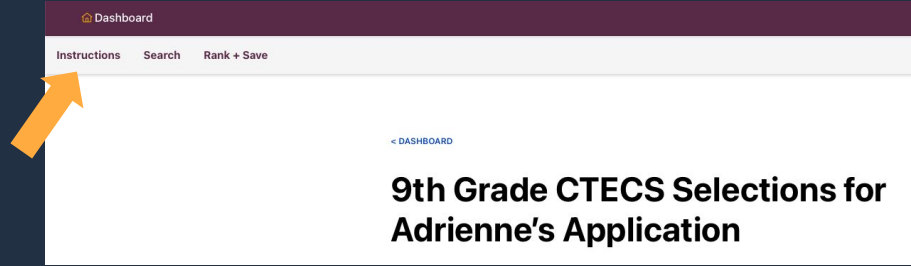 Dashboard
Instructions Search Rank + Save
< DASHBOARD
9th Grade CTECS Selections for
Adrienne's Application